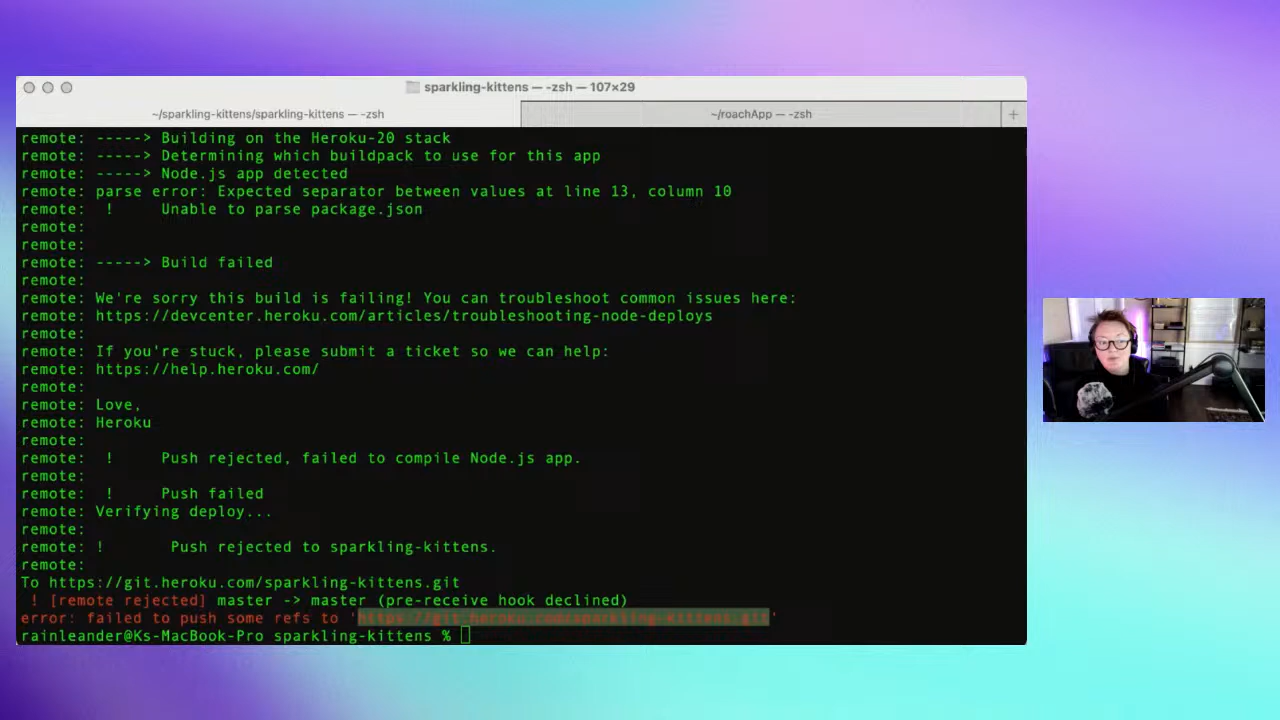 sparkling-kittens — -zsh — 107×29
~/sparkling-kittens/sparkling-kittens — -zsh
~/roachApp — -zsh
+
remote: -----> Building on the Heroku-20 stack
remote: -----> Determining which buildpack to use for this app
remote: -----> Node.js app detected
remote: parse error: Expected separator between values at line 13, column 10
remote:  !     Unable to parse package.json
remote:
remote:
remote: -----> Build failed
remote:
remote: We're sorry this build is failing! You can troubleshoot common issues here:
remote: https://devcenter.heroku.com/articles/troubleshooting-node-deploys
remote:
remote: If you're stuck, please submit a ticket so we can help:
remote: https://help.heroku.com/
remote:
remote: Love,
remote: Heroku
remote:
remote:  !     Push rejected, failed to compile Node.js app.
remote:
remote:  !     Push failed
remote: Verifying deploy...
remote:
remote: !       Push rejected to sparkling-kittens.
remote:
To https://git.heroku.com/sparkling-kittens.git
 ! [remote rejected] master -> master (pre-receive hook declined)
error: failed to push some refs to 'https://git.heroku.com/sparkling-kittens.git'
rainleander@Ks-MacBook-Pro sparkling-kittens %